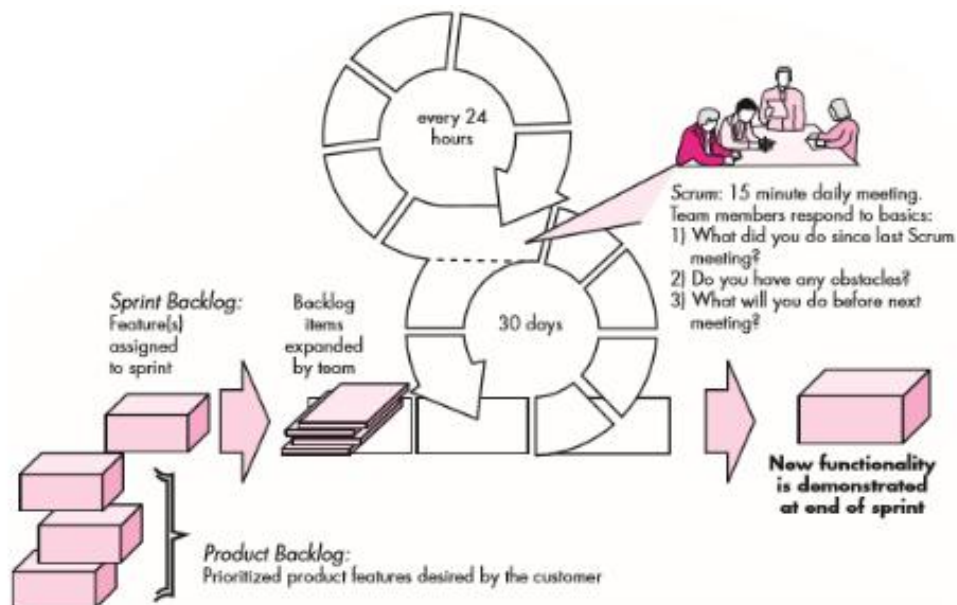 every 24
hours
Scrum: 15 minute daily meeting.
Team members respond to basics:
1) What did you do since last Scrum
meeting?
2) Do you have any obstacles?
3) What will you do before next
meeting?
Sprint Backlog:
Feature(s)
assigned
to sprint
Backlog
items
expanded
by team
30 days
New functionality
is demonstrated
at end of sprint
Product Backlog:
Prioritized product features desired by the customer